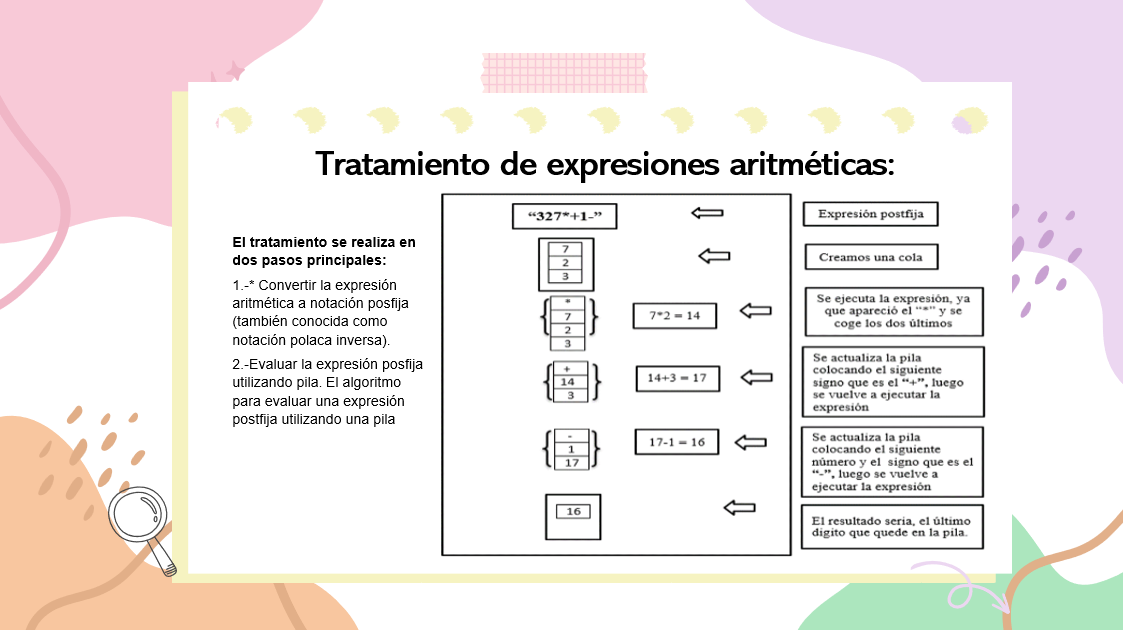 Tratamiento de expresiones aritméticas:
El tratamiento se realiza en
dos pasos principales:
1.-* Convertir la expresión
aritmética a notación posfija
(también conocida como
notación polaca inversa).
2.-Evaluar la expresión posfija
utilizando pila. El algoritmo
para evaluar una expresión
postfija utilizando una pila
“327*+1-”
Expresión postfija
7
2
3
Creamos una cola
*
7
2
3
7*2 = 14
Se ejecuta la expresión, ya
que apareció el “*” y se
coge los dos últimos
+
14
3
14+3 = 17
Se actualiza la pila
colocando el siguiente
signo que es el “+”, luego
se vuelve a ejecutar la
expresión
-
1
17
17-1 = 16
Se actualiza la pila
colocando el siguiente
número y el signo que es el
“-”, luego se vuelve a
ejecutar la expresión
16
El resultado seria, el último
digito que quede en la pila.